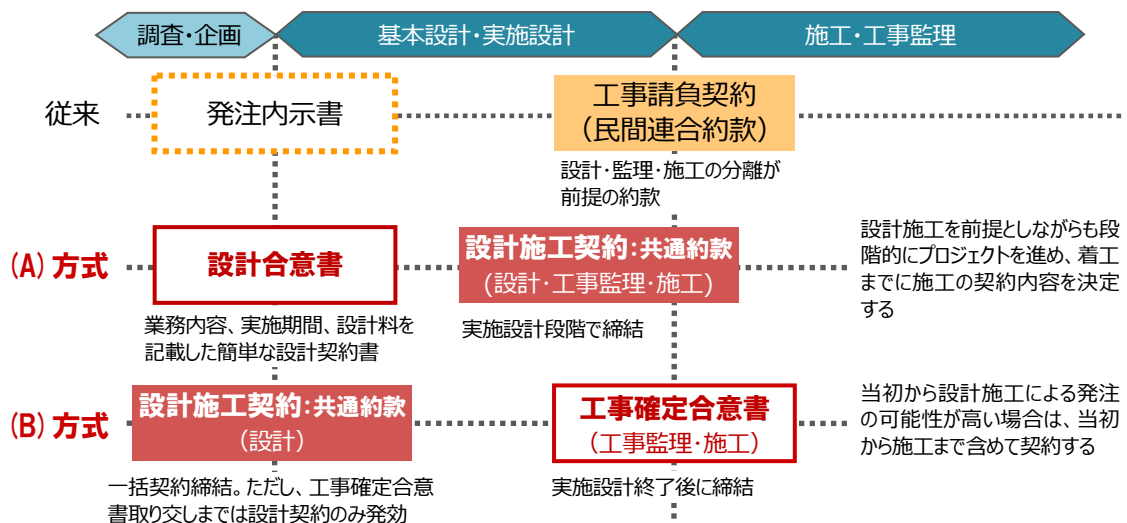 調査・企画
基本設計・実施設計
施工・工事監理
従来
発注内示書
工事請負契約
（民間連合約款）
設計・監理・施工の分離が
前提の約款
(A) 方式
設計合意書
設計施工契約：共通約款
(設計・工事監理・施工)
設計施工を前提としながらも段
階的にプロジェクトを進め、着工
までに施工の契約内容を決定
する
業務内容、実施期間、設計料を
記載した簡単な設計契約書
実施設計段階で締結
(B) 方式
設計施工契約：共通約款
(設計)
工事確定合意書
(工事監理・施工)
当初から設計施工による発注
の可能性が高い場合は、当初
から施工まで含めて契約する
一括契約締結。ただし、工事確定合意
書取り交しまでは設計契約のみ発効
実施設計終了後に締結